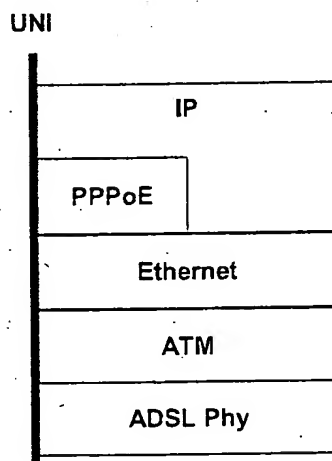 UNI
IP
PPPoE
Ethernet
ATM
ADSL Phy